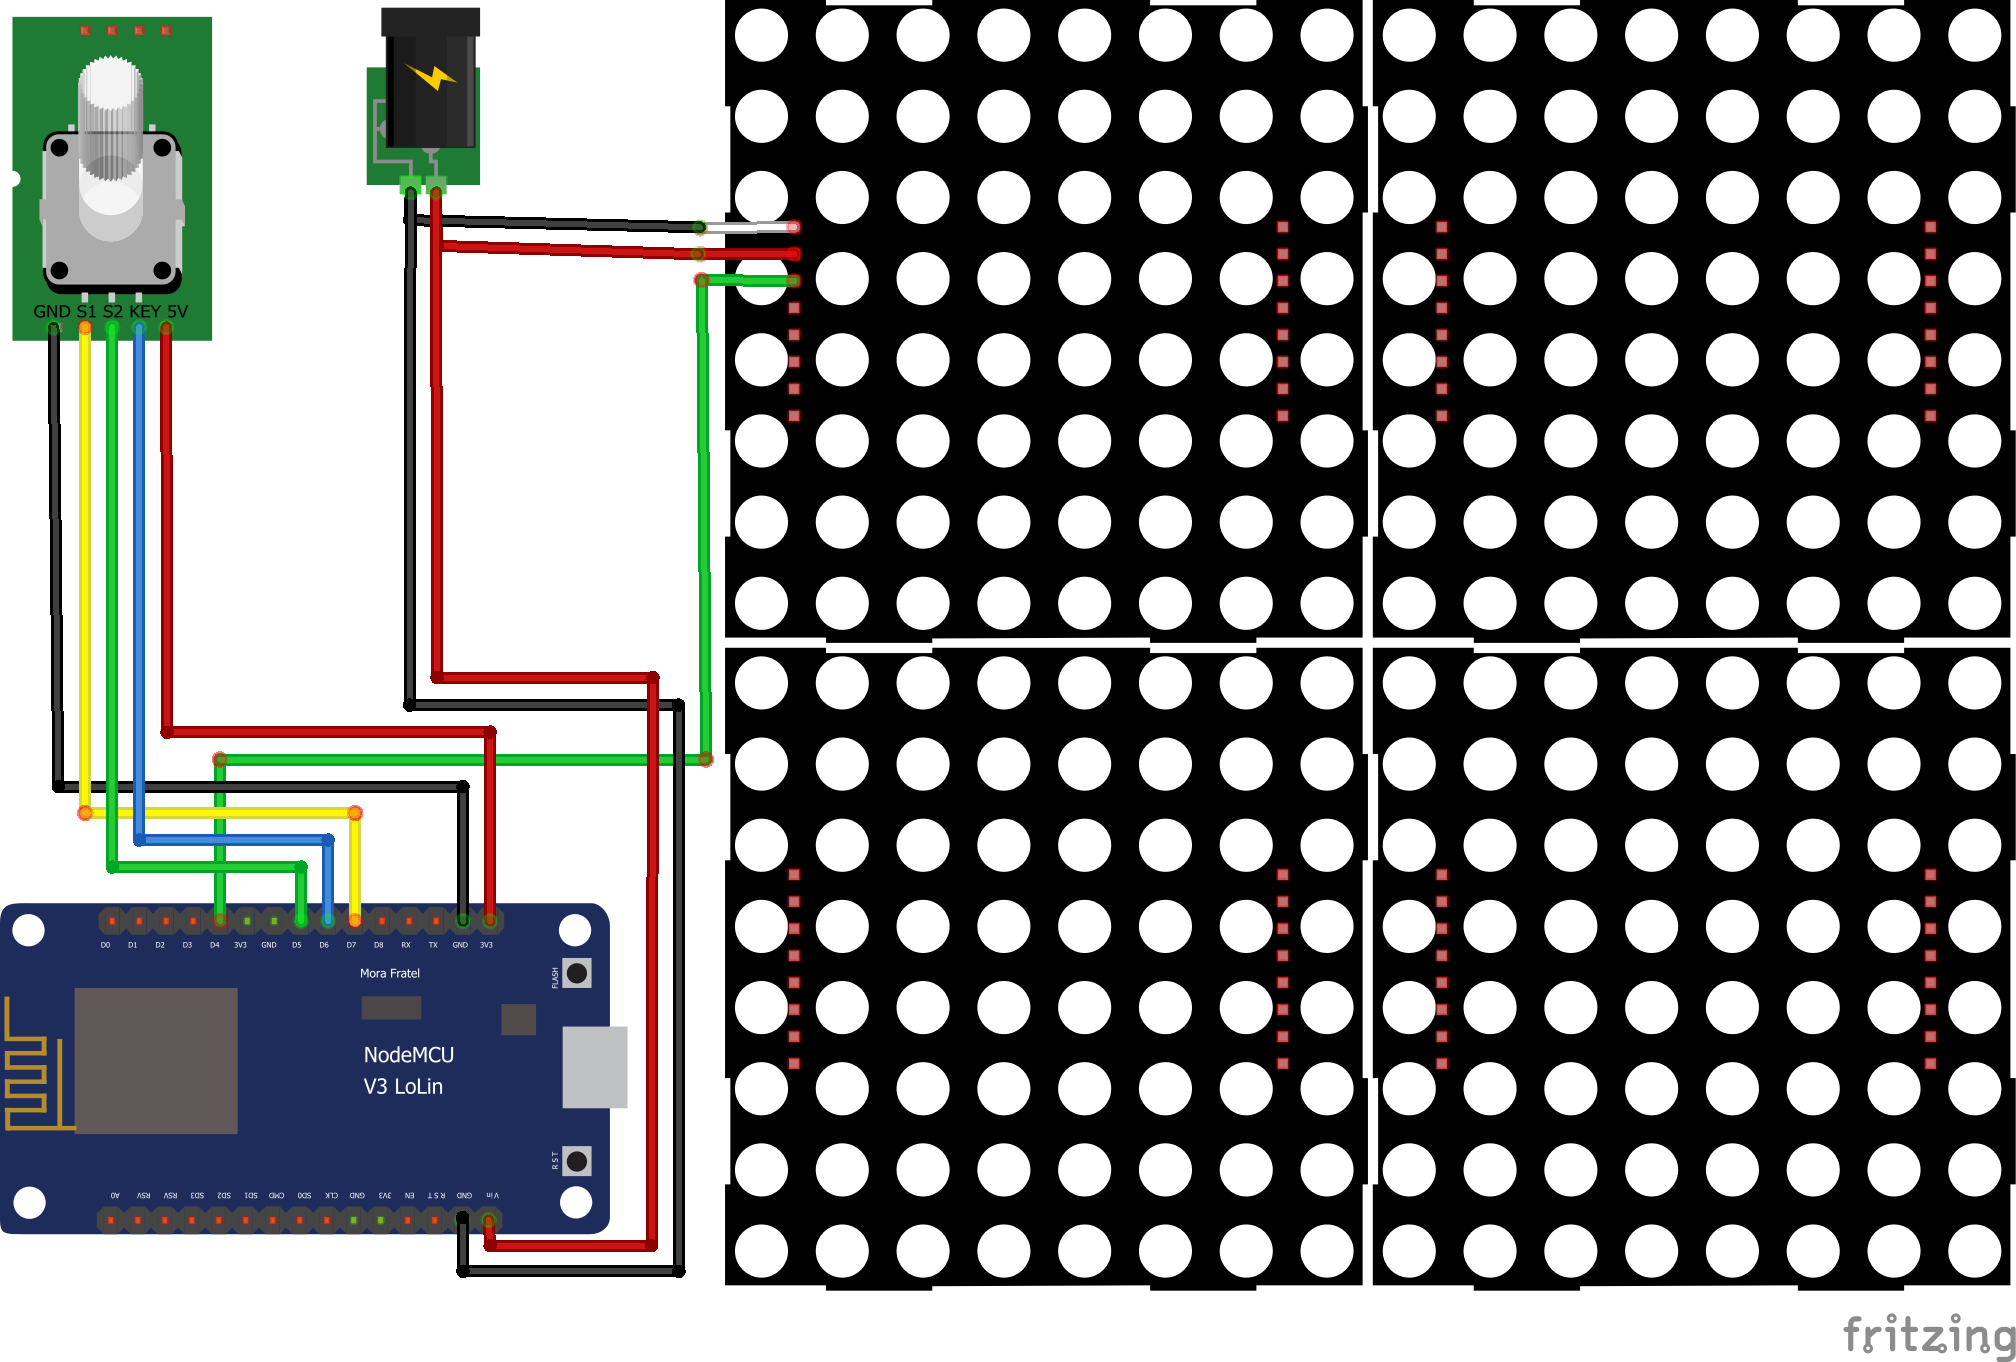 GND S1 S2 KEY 5V
D0 D1 D2 D3 D4 3V3 GND D5 D6 D7 D8 RX TX GND 3V3
Mora Fratel
FLASH
NodeMCU
V3 LoLin
RST
A0 RSV RSV SD3 SD2 SD1 CMD SD0 CLK GND 3V3 EN RST GND Vin
fritzing